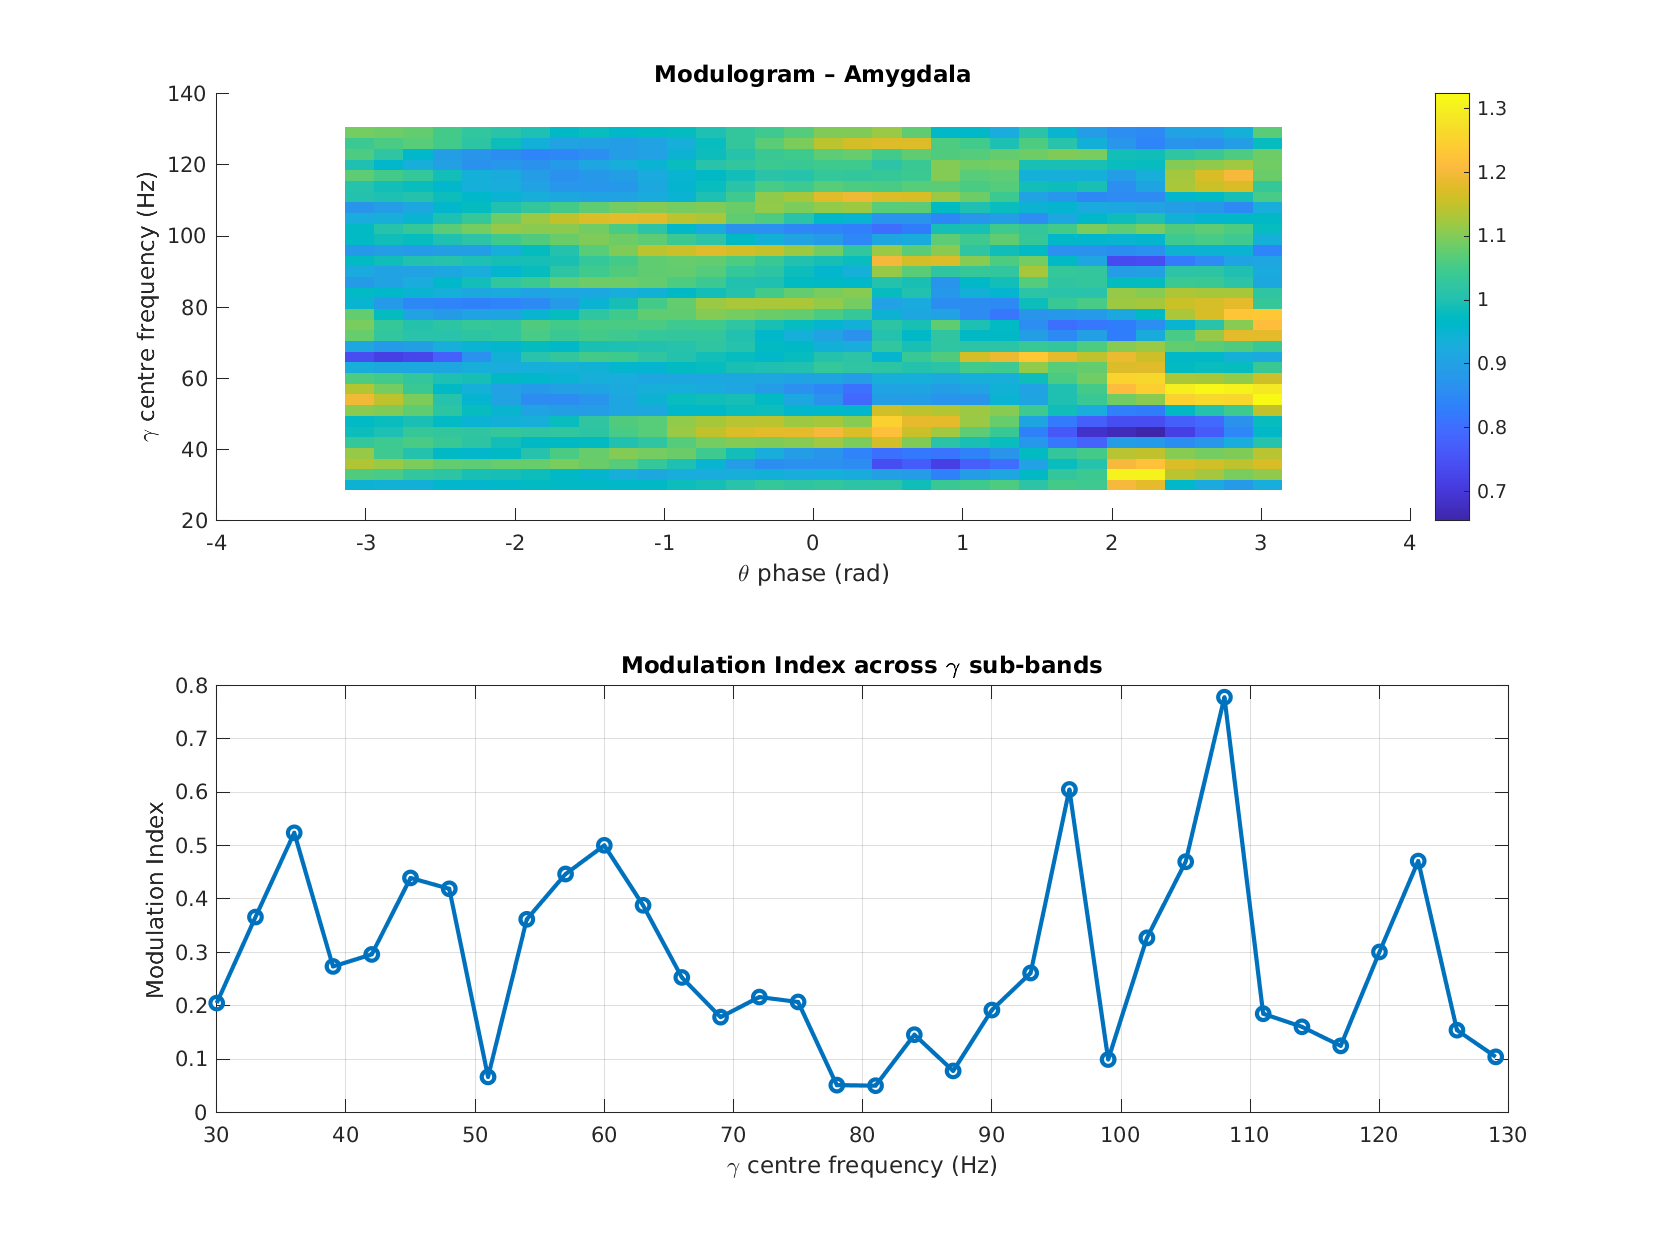 Modulogram – Amygdala
140
120
100
80
60
40
20
γ centre frequency (Hz)
-4 -3 -2 -1 0 1 2 3 4
θ phase (rad)
1.3
1.2
1.1
1
0.9
0.8
0.7
Modulation Index across γ sub-bands
0.8
0.7
0.6
0.5
0.4
0.3
0.2
0.1
0
Modulation Index
30 40 50 60 70 80 90 100 110 120 130
γ centre frequency (Hz)